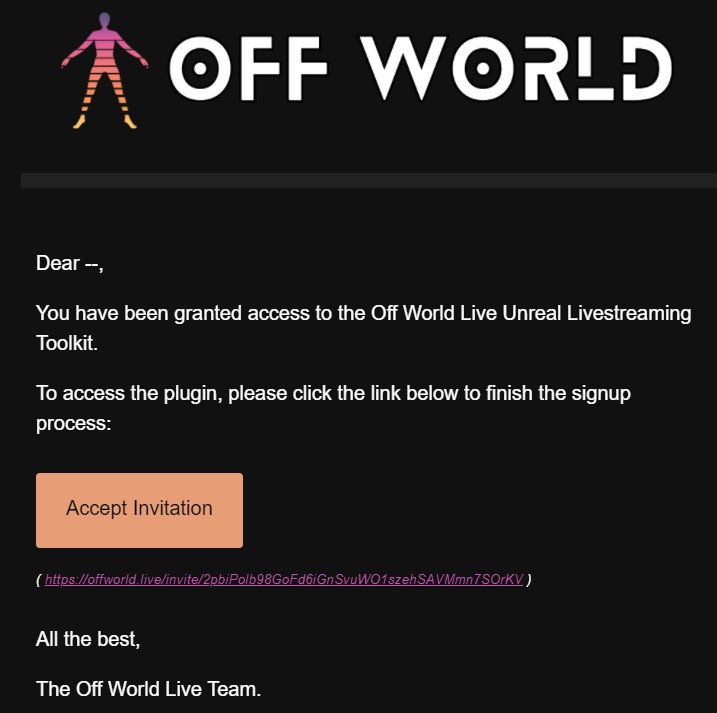 OFF WORLD
Dear --,
You have been granted access to the Off World Live Unreal Livestreaming
Toolkit.
To access the plugin, please click the link below to finish the signup
process:
Accept Invitation
( https://offworld.live/invite/2pbiPolb98GoFd6iGnSvuWO1szehSAVMmn7SOrKV )
All the best,
The Off World Live Team.